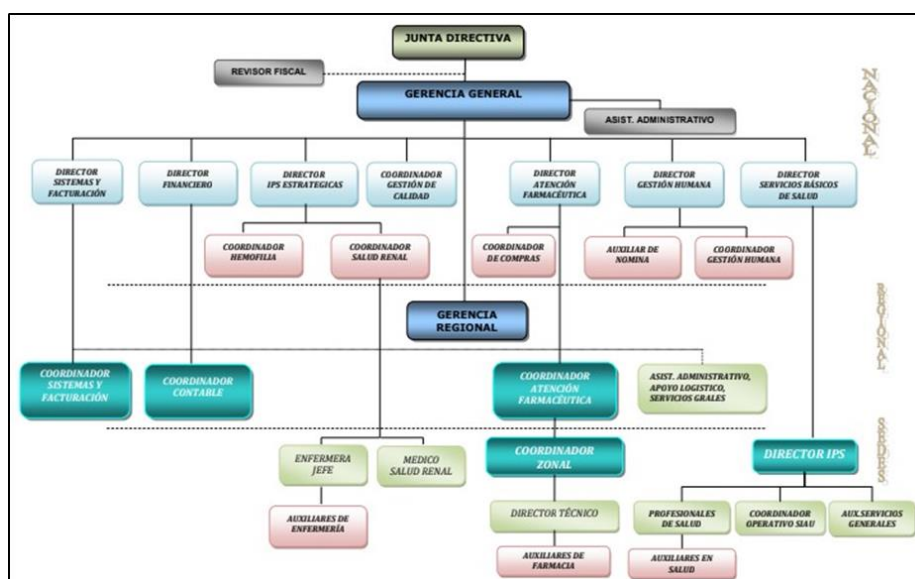 JUNTA DIRECTIVA
REVISOR FISCAL
GERENCIA GENERAL
ASIST. ADMINISTRATIVO
NACIONAL
DIRECTOR
SISTEMAS Y
FACTURACIÓN
DIRECTOR
FINANCIERO
DIRECTOR
IPS ESTRATEGICAS
COORDINADOR
GESTIÓN DE
CALIDAD
DIRECTOR
ATENCIÓN
FARMACÉUTICA
DIRECTOR
GESTIÓN HUMANA
DIRECTOR
SERVICIOS BÁSICOS
DE SALUD
COORDINADOR
HEMOFILIA
COORDINADOR
SALUD RENAL
COORDINADOR
DE COMPRAS
AUXILIAR DE
NOMINA
COORDINADOR
GESTIÓN HUMANA
GERENCIA
REGIONAL
REGIONAL
COORDINADOR
SISTEMAS Y
FACTURACIÓN
COORDINADOR
CONTABLE
COORDINADOR
ATENCIÓN
FARMACÉUTICA
ASIST. ADMINISTRATIVO,
APOYO LOGISTICO,
SERVICIOS GRALES
SEDES
ENFERMERA
JEFE
MEDICO
SALUD RENAL
COORDINADOR
ZONAL
DIRECTOR IPS
AUXILIARES DE
ENFERMERÍA
DIRECTOR TÉCNICO
PROFESIONALES
DE SALUD
COORDINADOR
OPERATIVO SIAU
AUX.SERVICIOS
GENERALES
AUXILIARES DE
FARMACIA
AUXILIARES EN
SALUD